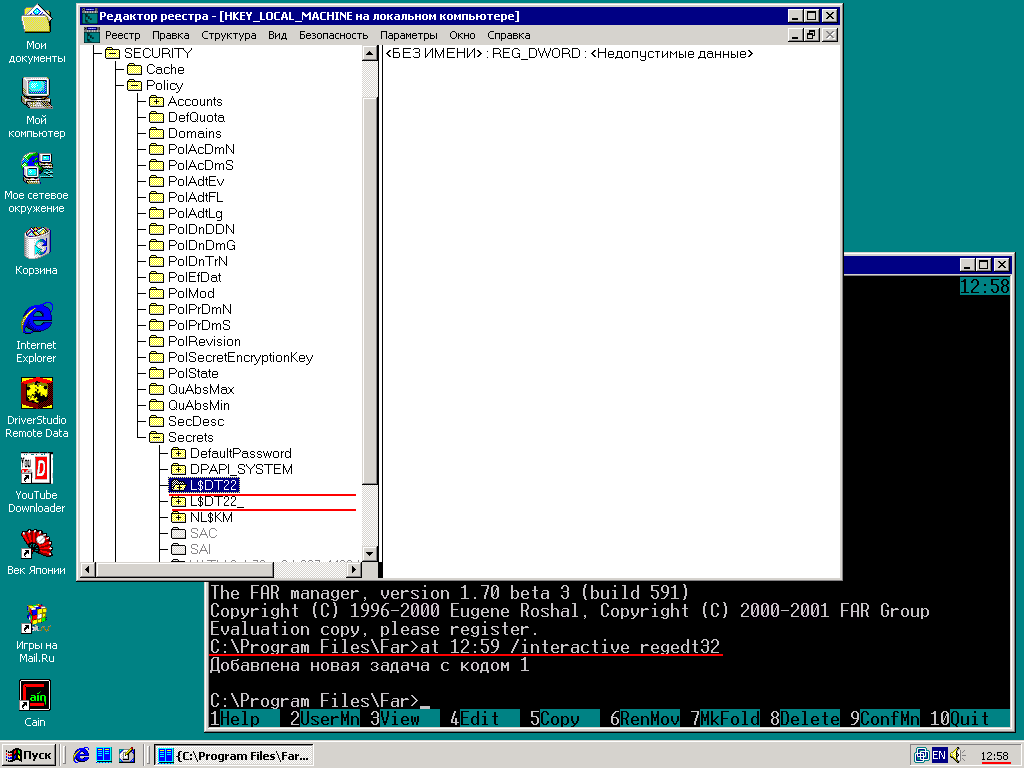 Мои
документы
Мой
компьютер
Мое сетевое
окружение
Корзина
Internet
Explorer
DriverStudio
Remote Data
YouTube
Downloader
Век Японии
Игры на
Mail.Ru
Cain
Редактор реестра - [HKEY_LOCAL_MACHINE на локальном компьютере]
Реестр Правка Структура Вид Безопасность Параметры Окно Справка
SECURITY
Cache
Policy
Accounts
DefQuota
Domains
PolAcDmN
PolAcDmS
PolAdtEv
PolAdtFL
PolAdtLg
PolDnDDN
PolDnDmG
PolDnTrN
PolEfDat
PolMod
PolPrDmN
PolPrDmS
PolRevision
PolSecretEncryptionKey
PolState
QuAbsMax
QuAbsMin
SecDesc
Secrets
DefaultPassword
DPAPI_SYSTEM
L$DT22
L$DT22_
NL$KM
SAC
SAI
<БЕЗ ИМЕНИ> : REG_DWORD : <Недопустимые данные>
12:58
The FAR manager, version 1.70 beta 3 (build 591)
Copyright (C) 1996-2000 Eugene Roshal, Copyright (C) 2000-2001 FAR Group
Evaluation copy, please register.
C:\Program Files\Far>at 12:59 /interactive regedt32
Добавлена новая задача с кодом 1
C:\Program Files\Far>_
1Help 2UserMn 3View 4Edit 5Copy 6RenMov 7MkFold 8Delete 9ConfMn 10Quit
Пуск
{C:\Program Files\Far...
EN
12:58